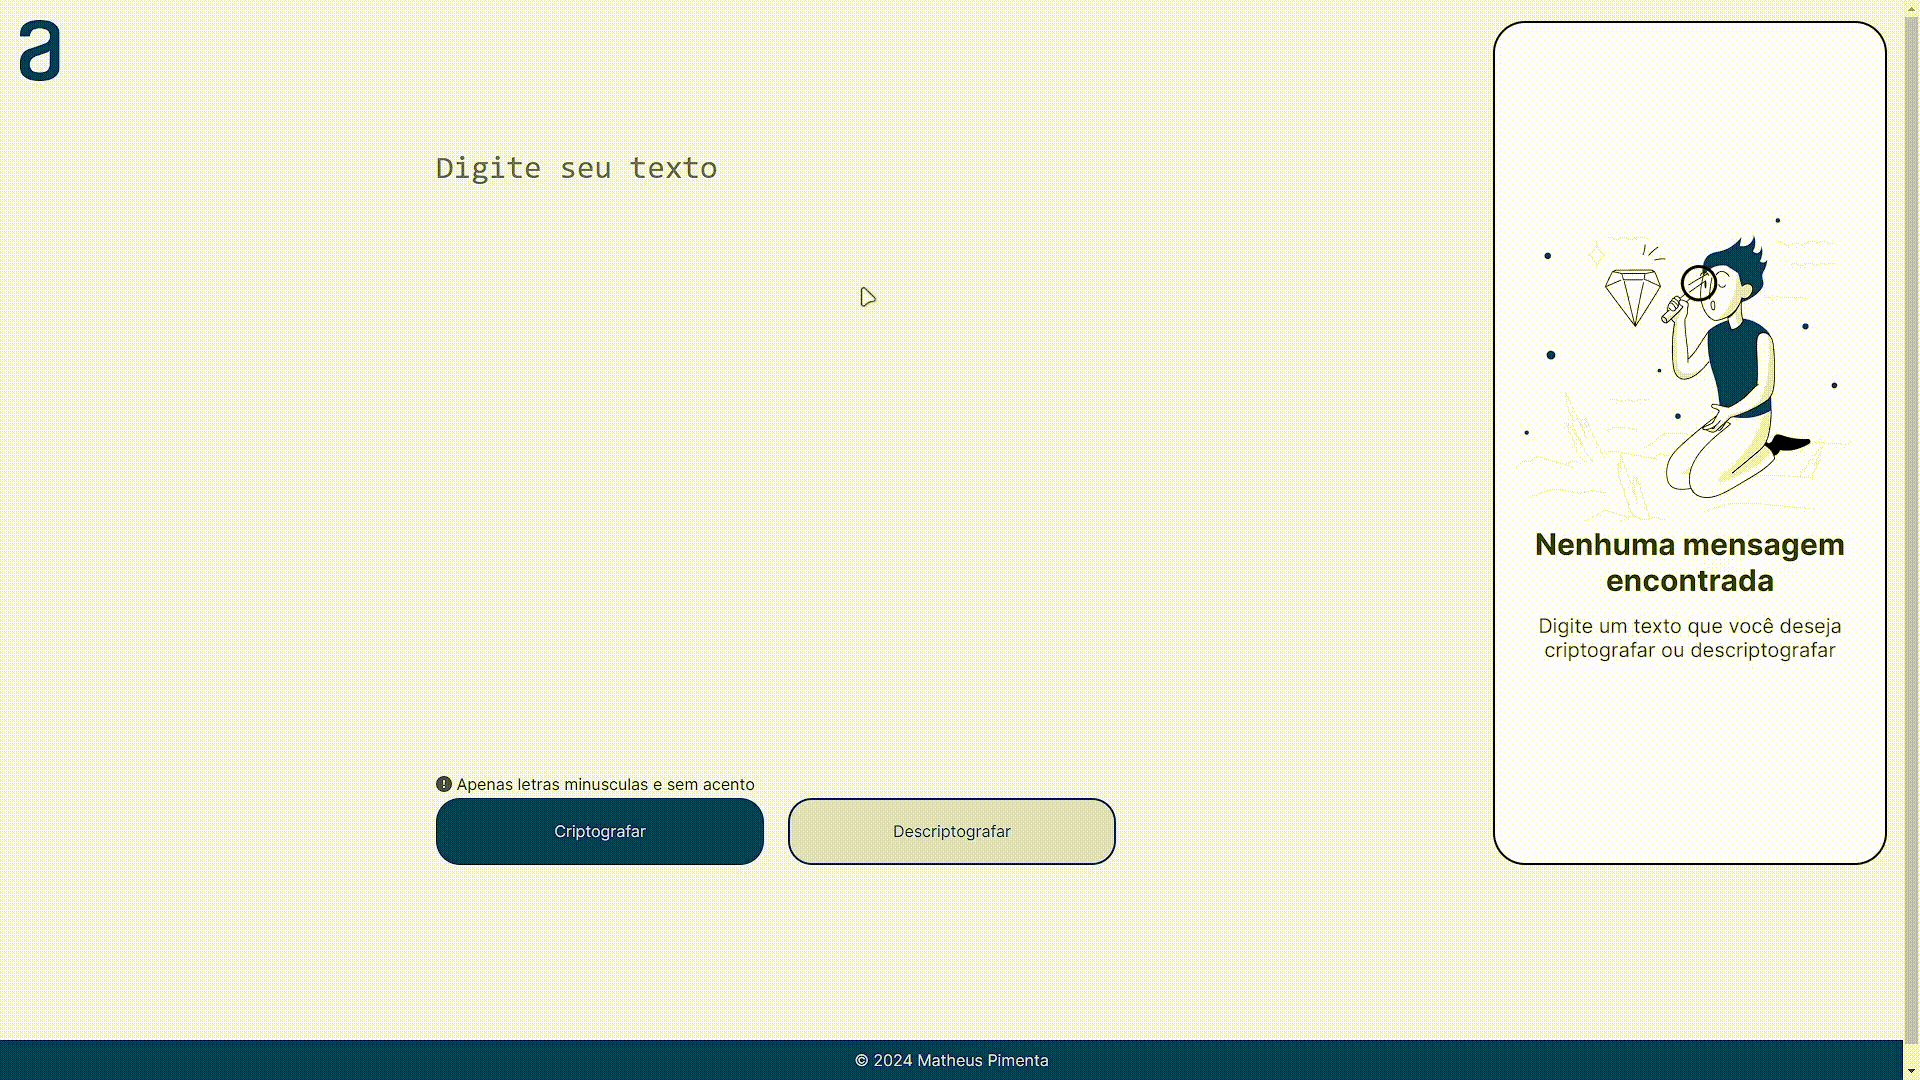 a
Digite seu texto
Nenhuma mensagem
encontrada
Digite um texto que você deseja
criptografar ou descriptografar
Apenas letras minusculas e sem acento
Criptografar
Descriptografar
© 2024 Matheus Pimenta